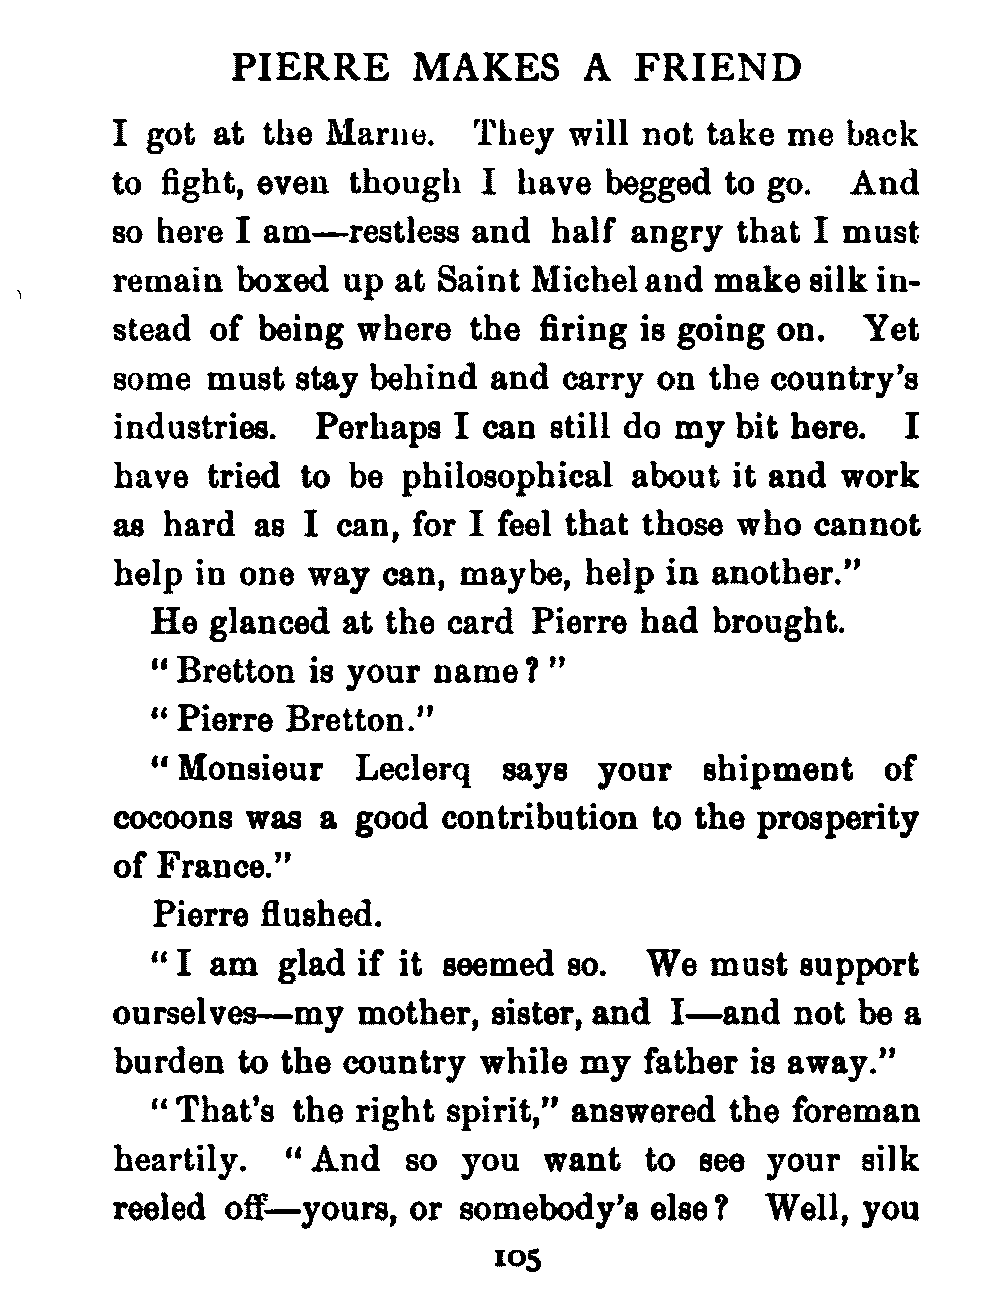 PIERRE MAKES A FRIEND
I got at the Marne. They will not take me back
to fight, even though I have begged to go. And
so here I am—restless and half angry that I must
remain boxed up at Saint Michel and make silk in-
stead of being where the firing is going on. Yet
some must stay behind and carry on the country's
industries. Perhaps I can still do my bit here. I
have tried to be philosophical about it and work
as hard as I can, for I feel that those who cannot
help in one way can, maybe, help in another."
He glanced at the card Pierre had brought.
"Bretton is your name?"
"Pierre Bretton."
"Monsieur Leclerq says your shipment of
cocoons was a good contribution to the prosperity
of France."
Pierre flushed.
"I am glad if it seemed so. We must support
ourselves—my mother, sister, and I—and not be a
burden to the country while my father is away."
"That's the right spirit," answered the foreman
heartily. "And so you want to see your silk
reeled off—yours, or somebody's else? Well, you
105